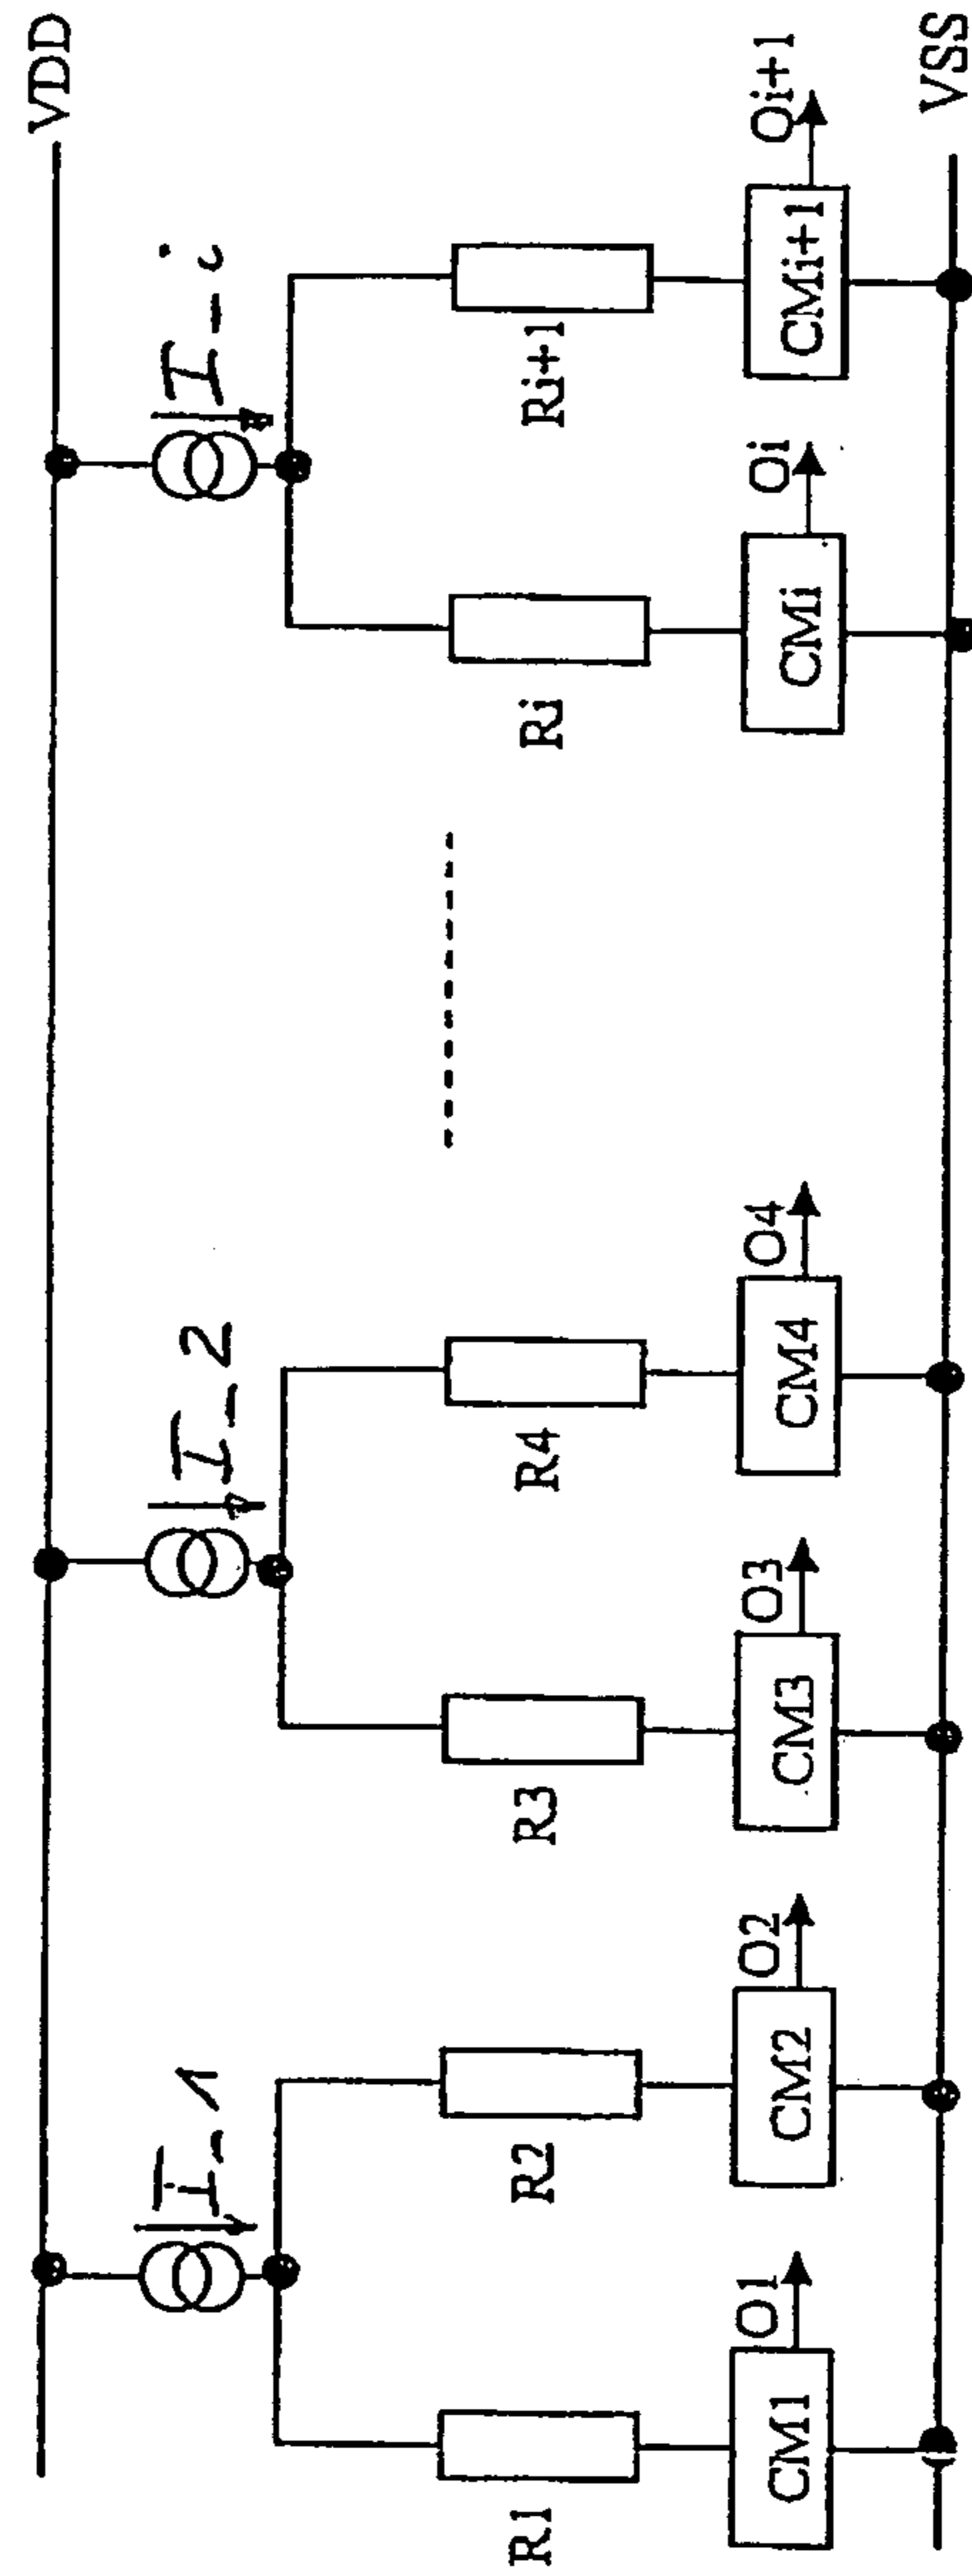 VDD
I_1
I_2
I_i
R1
R2
R3
R4
Ri
Ri+1
CM1
O1
CM2
O2
CM3
O3
CM4
O4
CMi
Oi
CMi+1
Oi+1
VSS